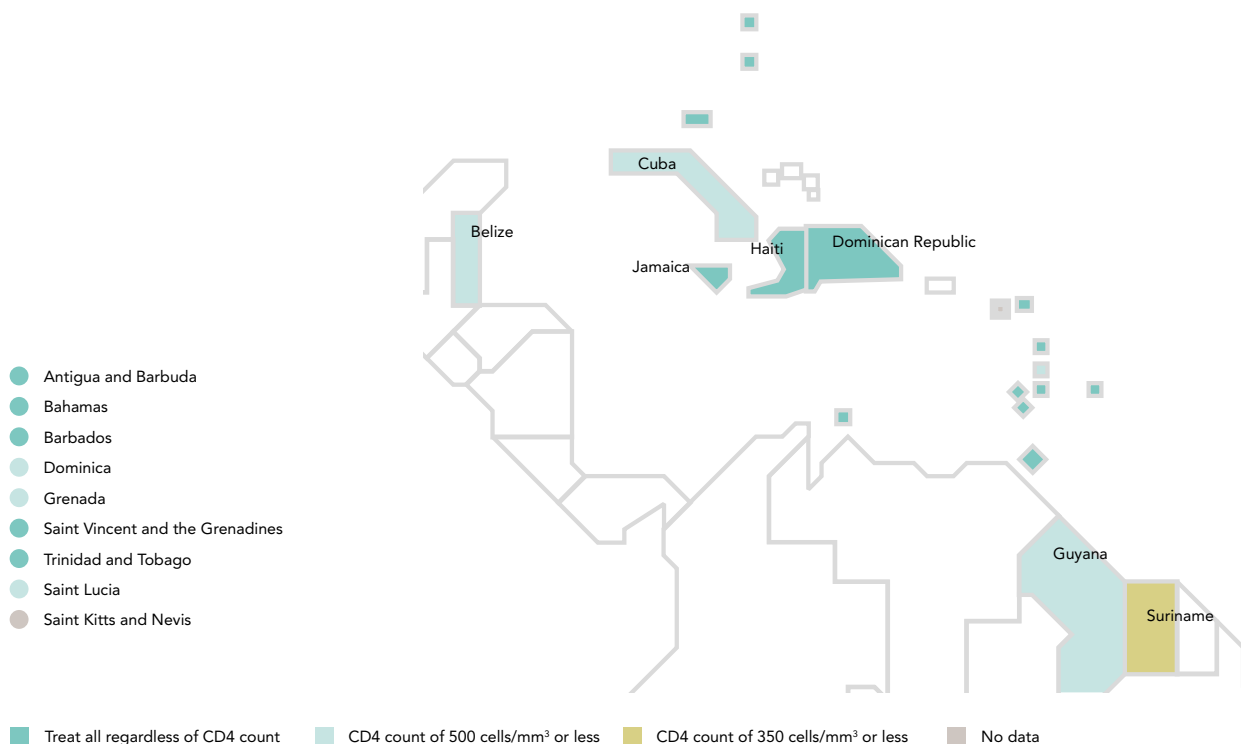 Cuba
Belize
Haiti
Dominican Republic
Jamaica
Antigua and Barbuda
Bahamas
Barbados
Dominica
Grenada
Saint Vincent and the Grenadines
Trinidad and Tobago
Saint Lucia
Saint Kitts and Nevis
Guyana
Suriname
Treat all regardless of CD4 count
CD4 count of 500 cells/mm³ or less
CD4 count of 350 cells/mm³ or less
No data